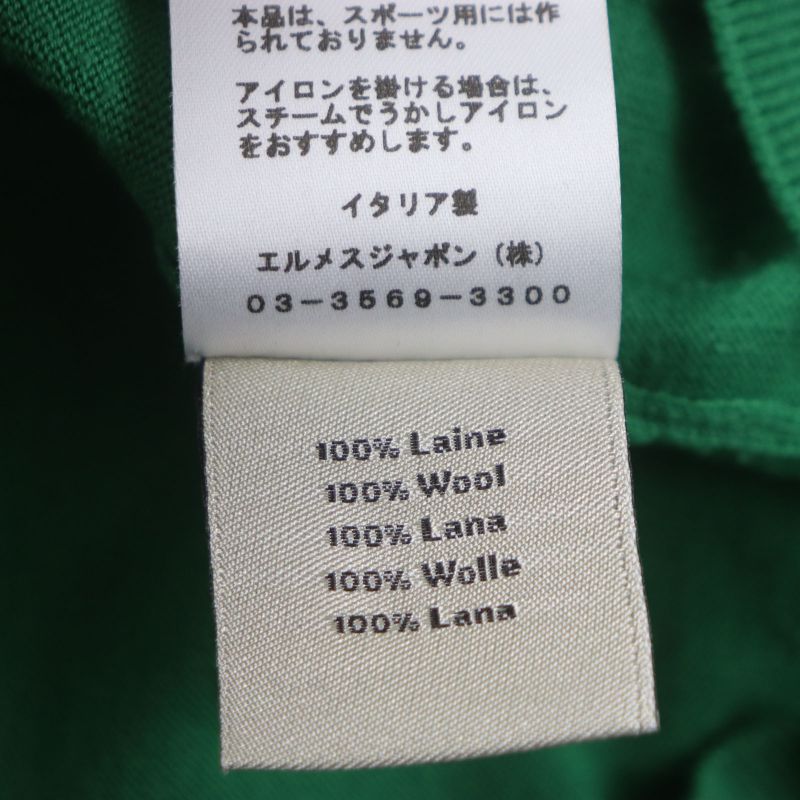 本品は、スポーツ用には作
られておりません。
アイロンを掛ける場合は、
スチームでうかしアイロン
をおすすめします。
イタリア製
エルメスジャポン（株）
03-3569-3300
100% Laine
100% Wool
100% Lana
100% Wolle
100% Lana